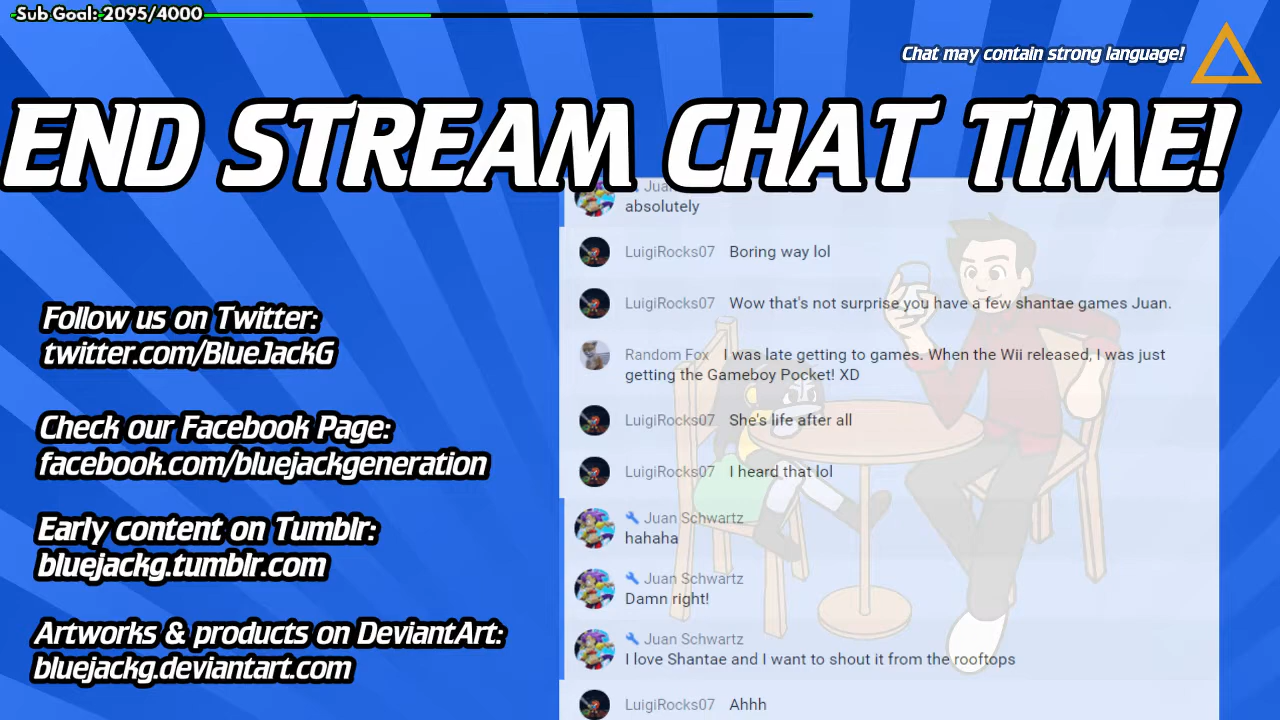 Sub Goal: 2095/4000
Chat may contain strong language!
END STREAM CHAT TIME!
Juan
absolutely
LuigiRocks07 Boring way lol
LuigiRocks07 Wow that's not surprise you have a few shantae games Juan.
Random Fox I was late getting to games. When the Wii released, I was just
getting the Gameboy Pocket! XD
LuigiRocks07 She's life after all
LuigiRocks07 I heard that lol
Juan Schwartz
hahaha
Juan Schwartz
Damn right!
Juan Schwartz
I love Shantae and I want to shout it from the rooftops
LuigiRocks07 Ahhh
Follow us on Twitter:
twitter.com/BlueJackG
Check our Facebook Page:
facebook.com/bluejackgeneration
Early content on Tumblr:
bluejackg.tumblr.com
Artworks & products on DeviantArt:
bluejackg.deviantart.com